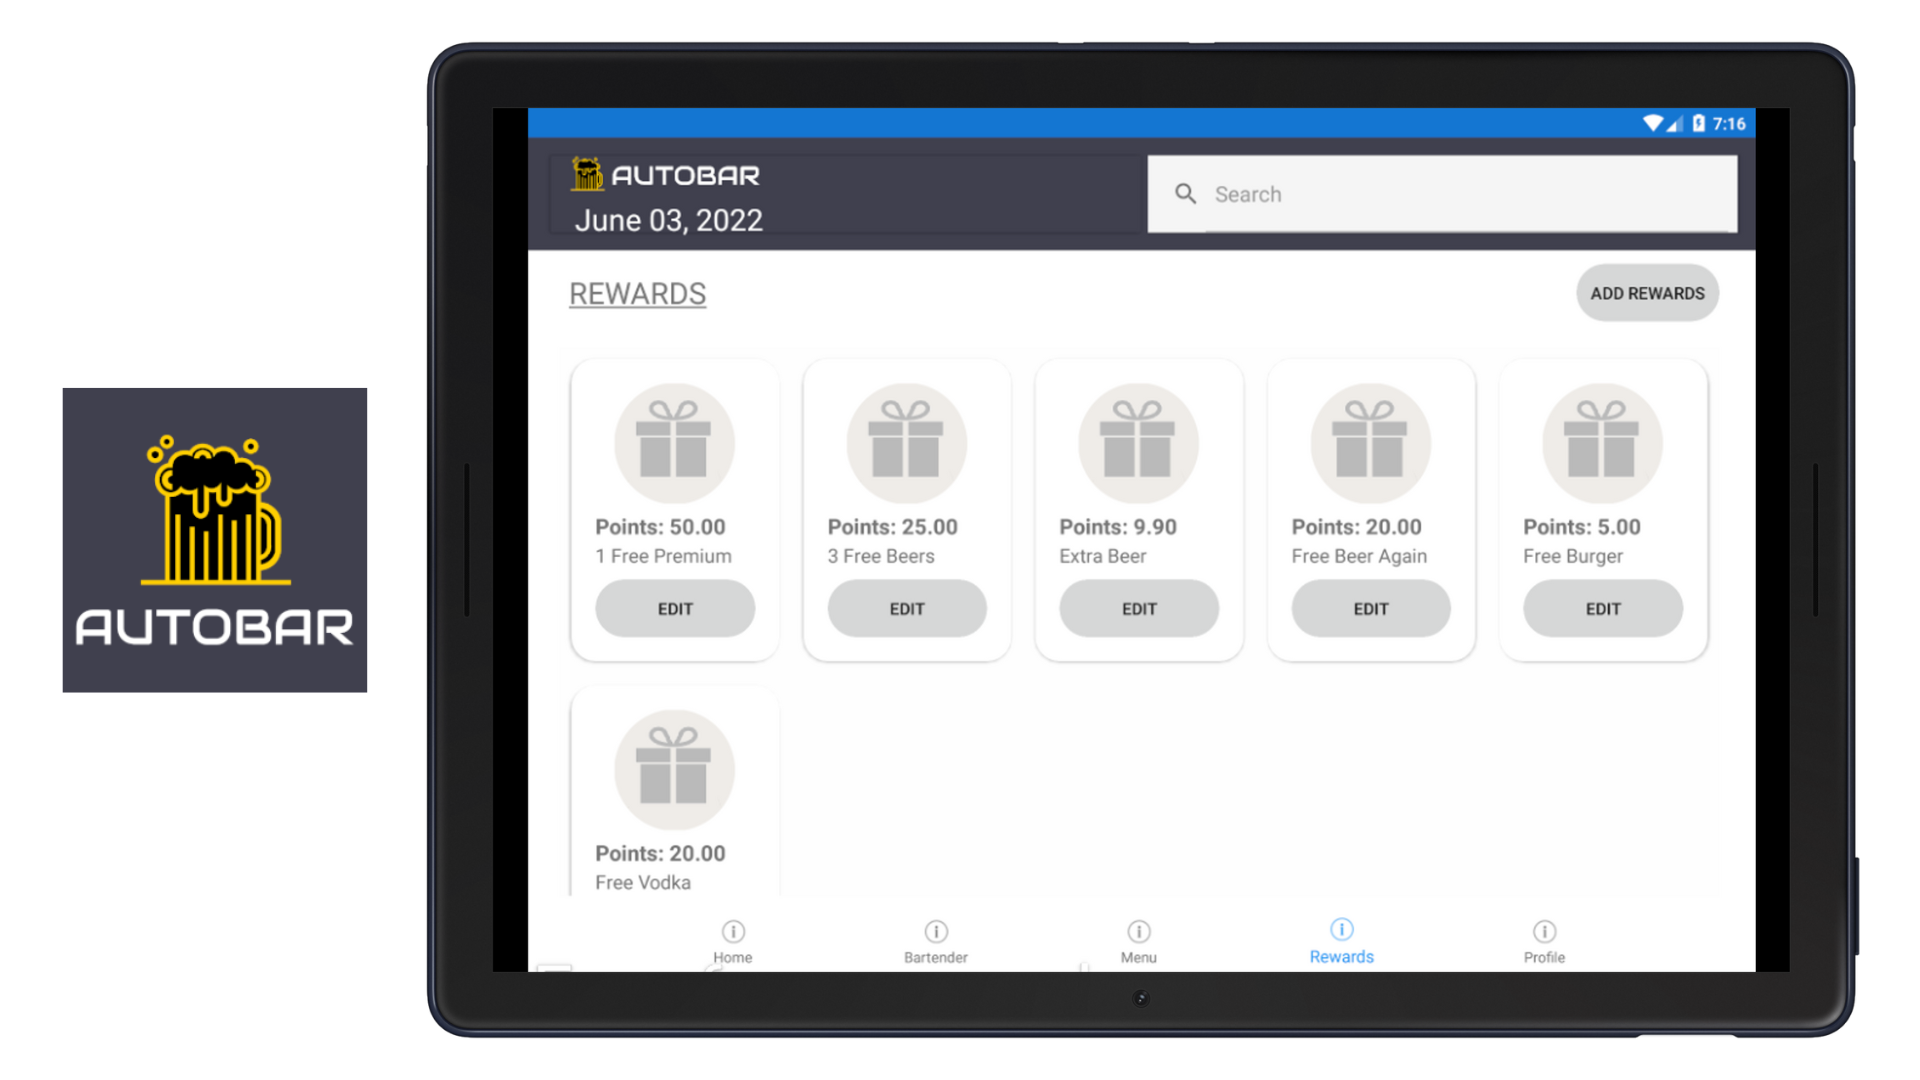 AUTOBAR
7:16
AUTOBAR
June 03, 2022
Search
REWARDS
ADD REWARDS
Points: 50.00
1 Free Premium
EDIT
Points: 25.00
3 Free Beers
EDIT
Points: 9.90
Extra Beer
EDIT
Points: 20.00
Free Beer Again
EDIT
Points: 5.00
Free Burger
EDIT
Points: 20.00
Free Vodka
Home
Bartender
Menu
Rewards
Profile